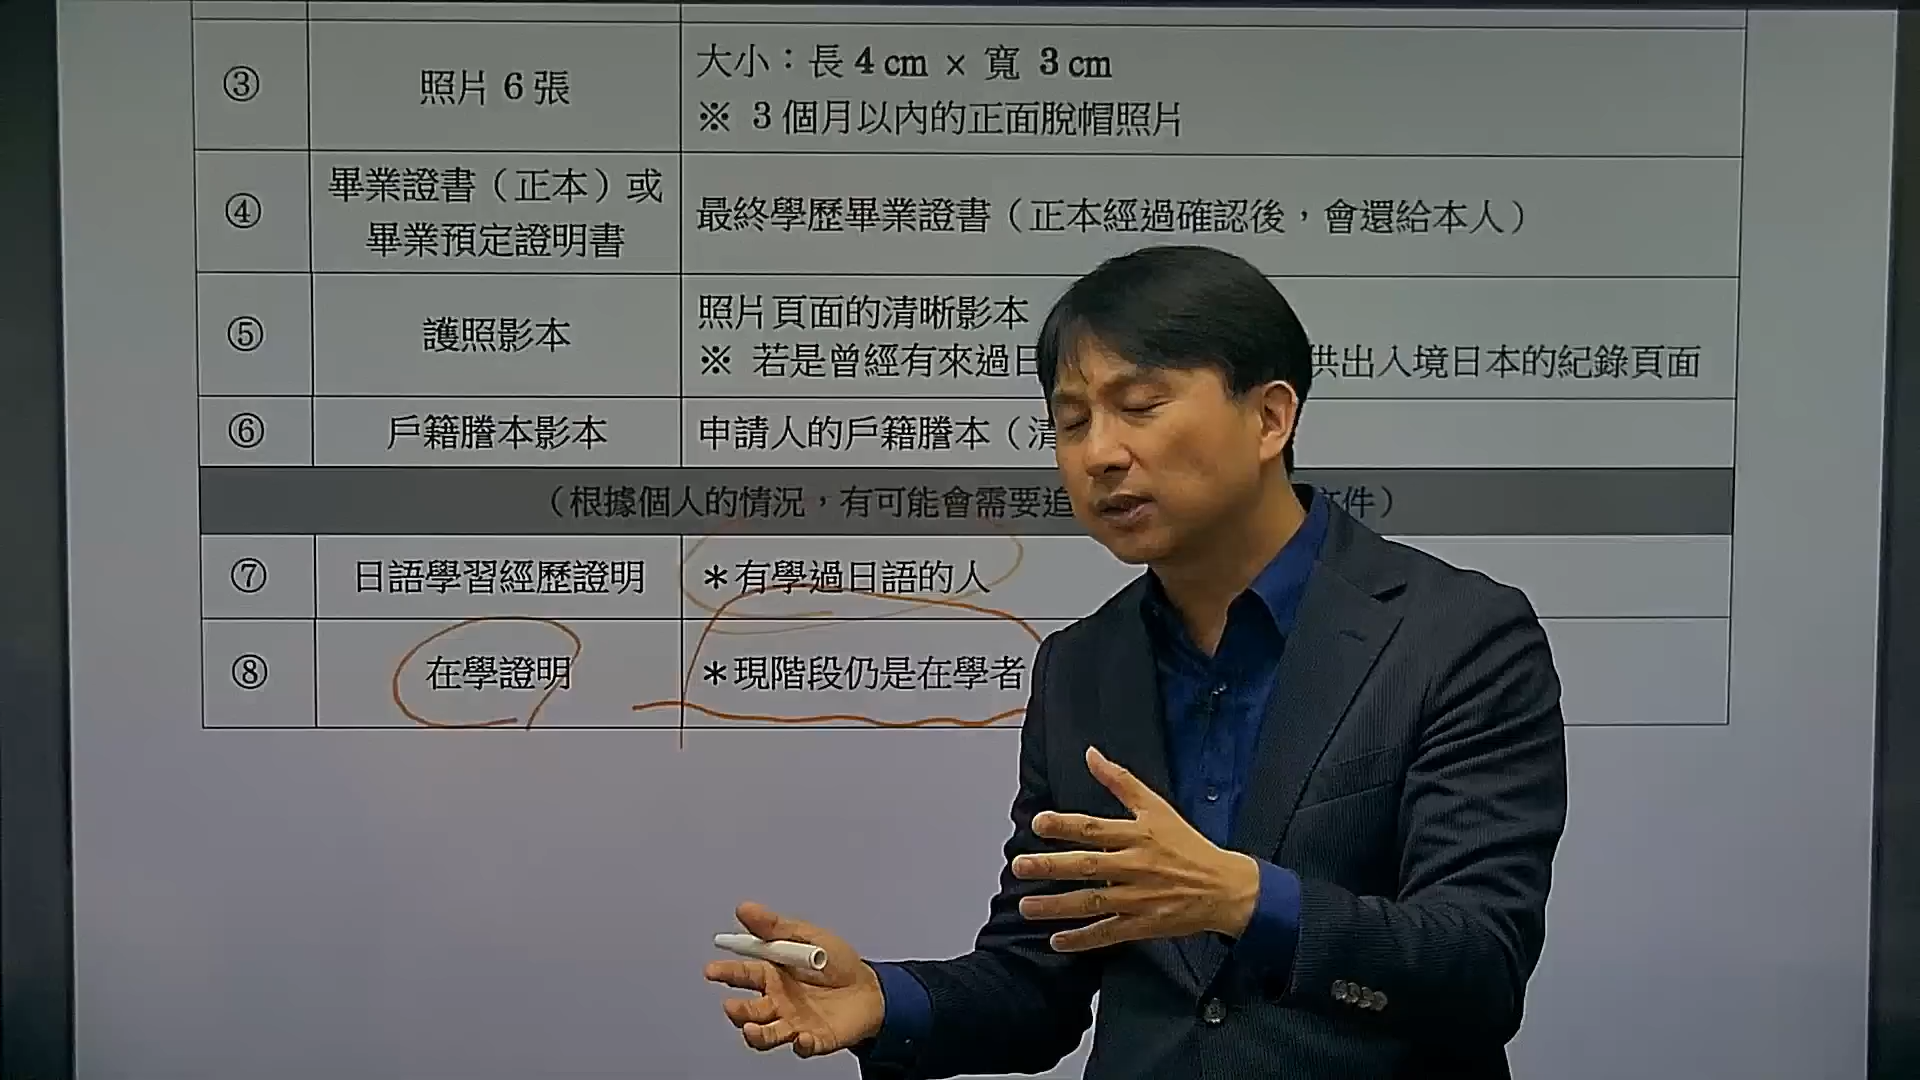 ③
照片 6 張
大小：長 4 cm × 寬 3 cm
※ 3 個月以內的正面脫帽照片
④
畢業證書（正本）或
畢業預定證明書
最終學歷畢業證書（正本經過確認後，會還給本人）
⑤
護照影本
照片頁面的清晰影本
※ 若是曾經有來過日
供出入境日本的紀錄頁面
⑥
戶籍謄本影本
申請人的戶籍謄本（清
（根據個人的情況，有可能會需要追
文件）
⑦
日語學習經歷證明
＊有學過日語的人
⑧
在學證明
＊現階段仍是在學者